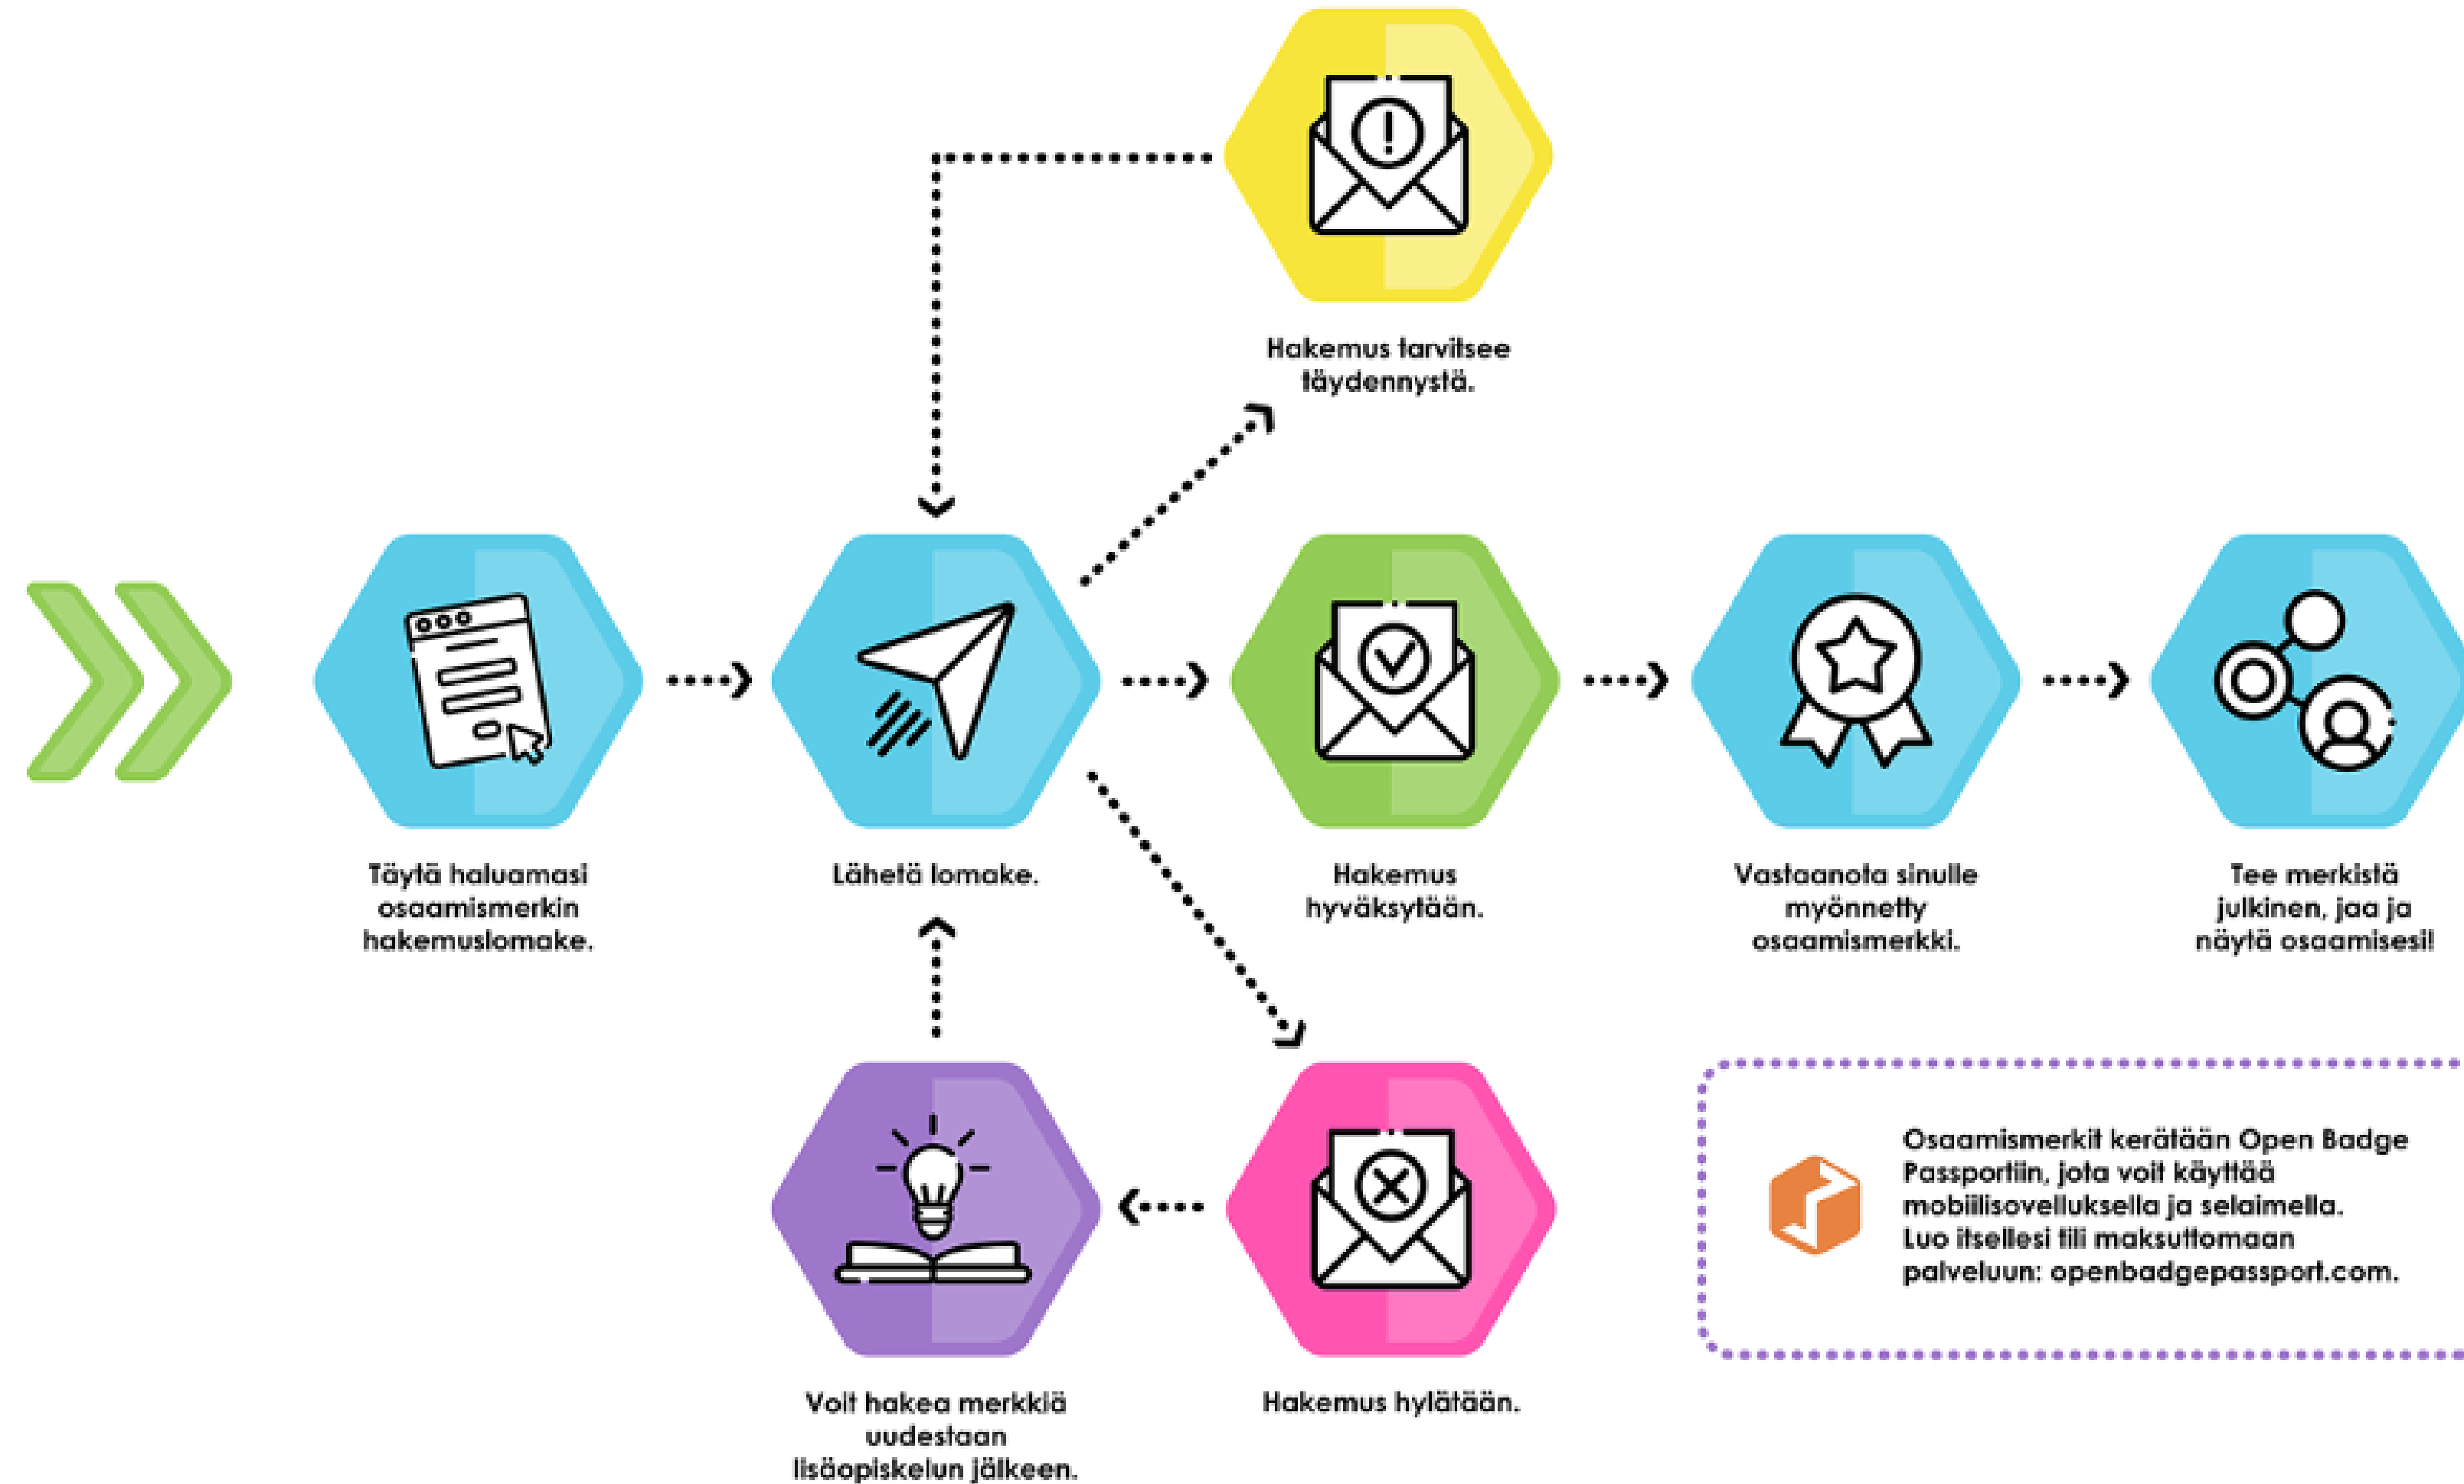 Hakemus tarvitsee
täydennystä.
Täytä haluamasi
osaamismerkin
hakemuslomake.
Lähetä lomake.
Hakemus
hyväksytään.
Vastaanota sinulle
myönnetty
osaamismerkki.
Tee merkistä
julkinen, jaa ja
näytä osaamisesi!
Osaamismerkit kerätään Open Badge
Passportiin, jota voit käyttää
mobiilisovelluksella ja selaimella.
Luo itsellesi tili maksuttomaan
palveluun: openbadgepassport.com.
Voit hakea merkkiä
uudestaan
lisäopiskelun jälkeen.
Hakemus hylätään.